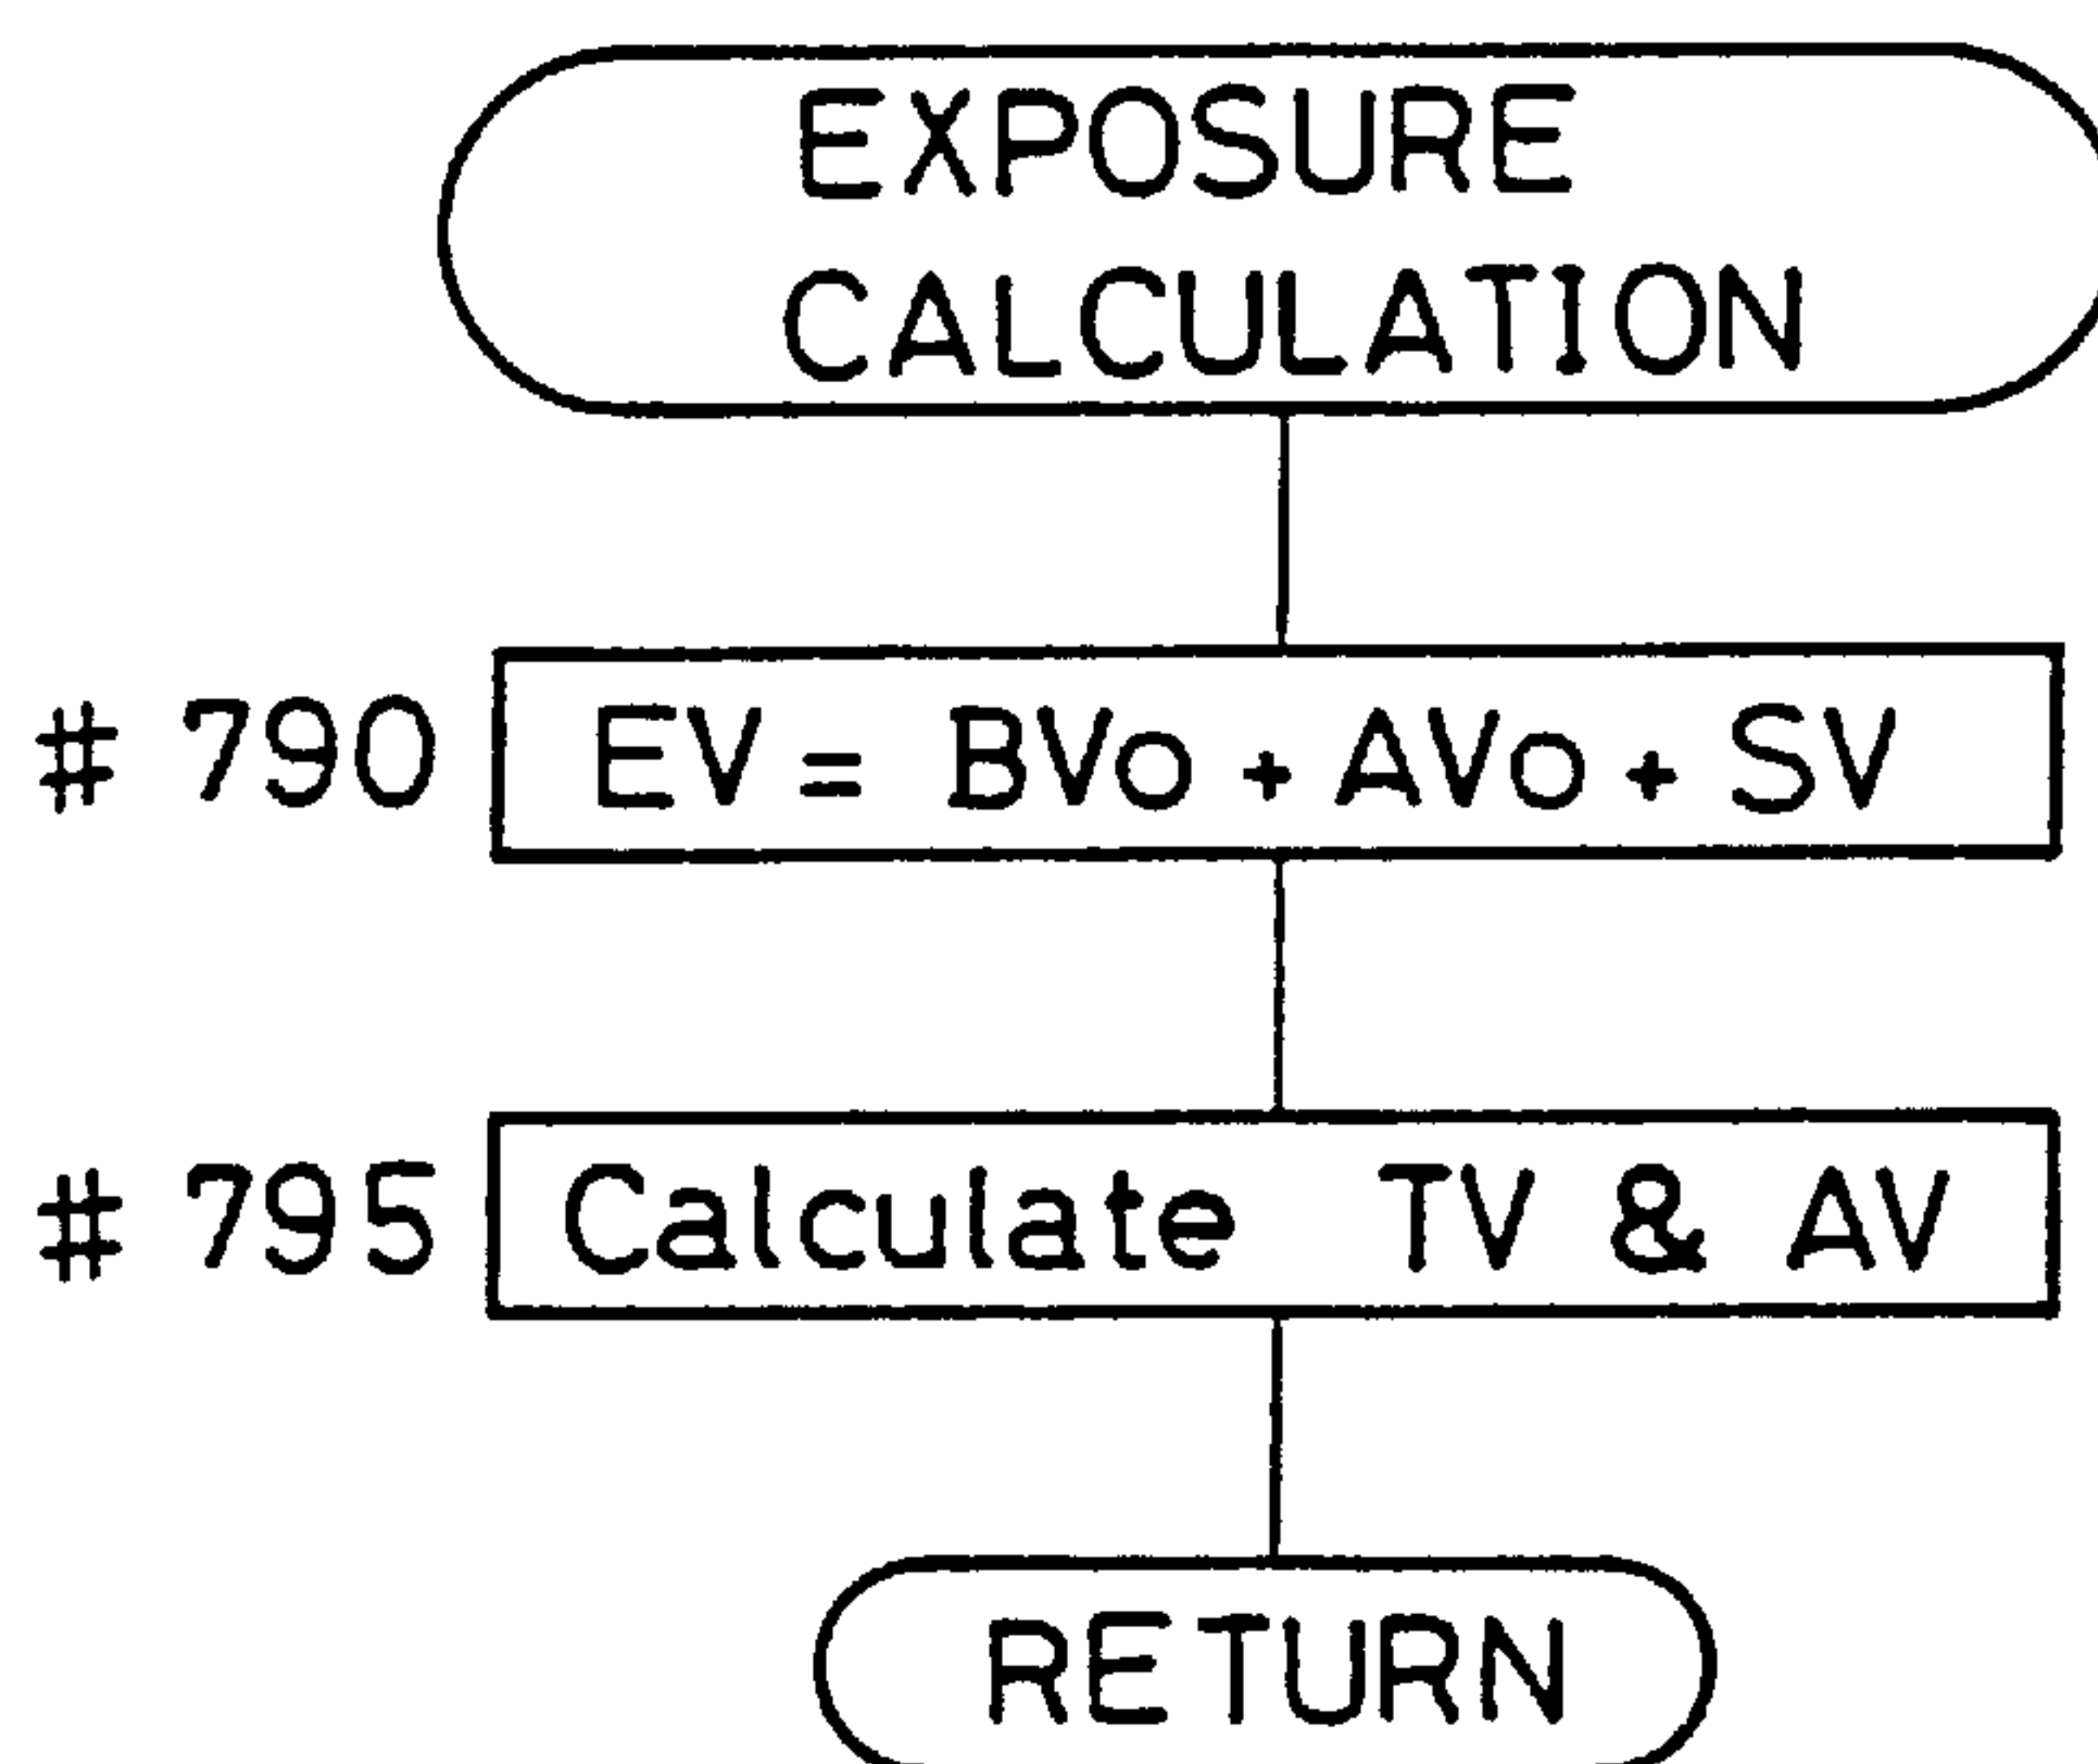 EXPOSURE
CALCULATION
# 790 EV = BVo + AVo + SV
# 795 Calculate TV & AV
RETURN